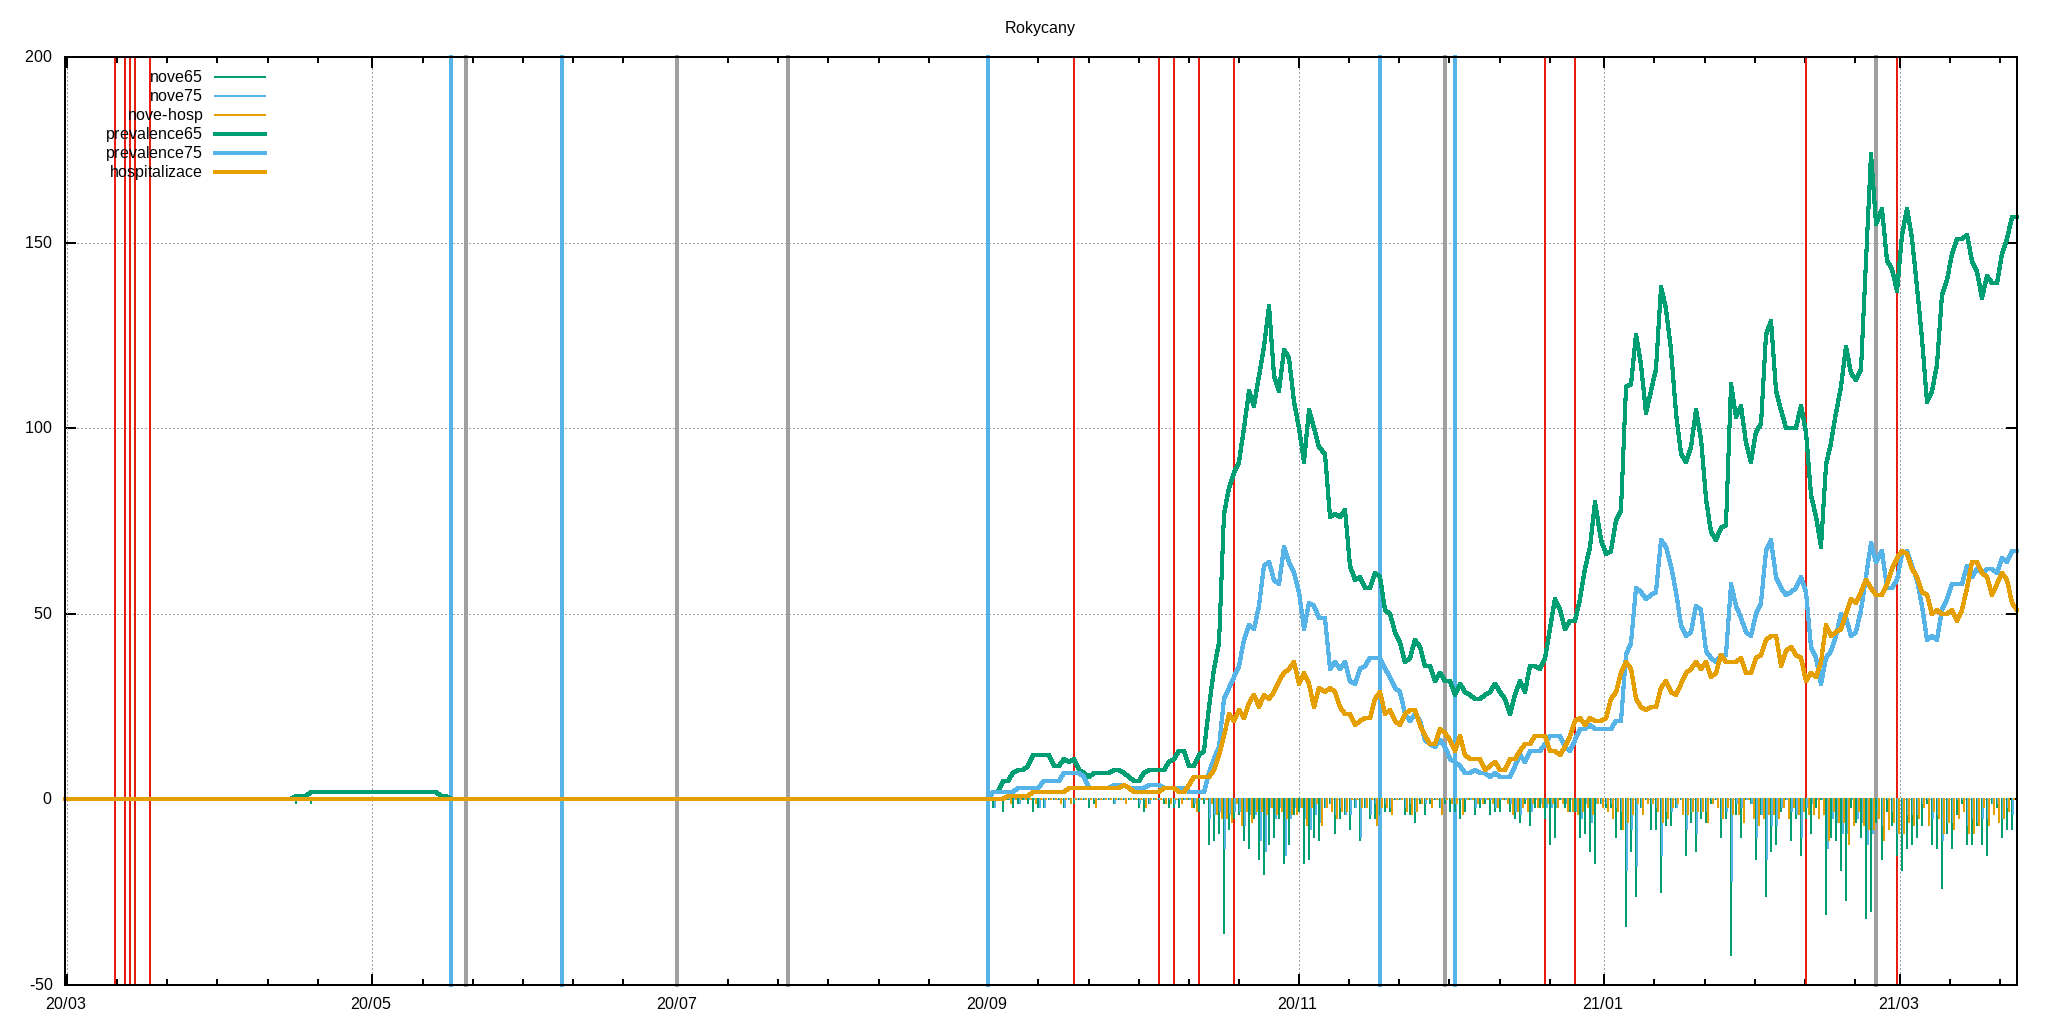 Rokycany
200
150
100
50
0
-50
nove65
nove75
nove-hosp
prevalence65
prevalence75
hospitalizace
20/03 20/05 20/07 20/09 20/11 21/01 21/03